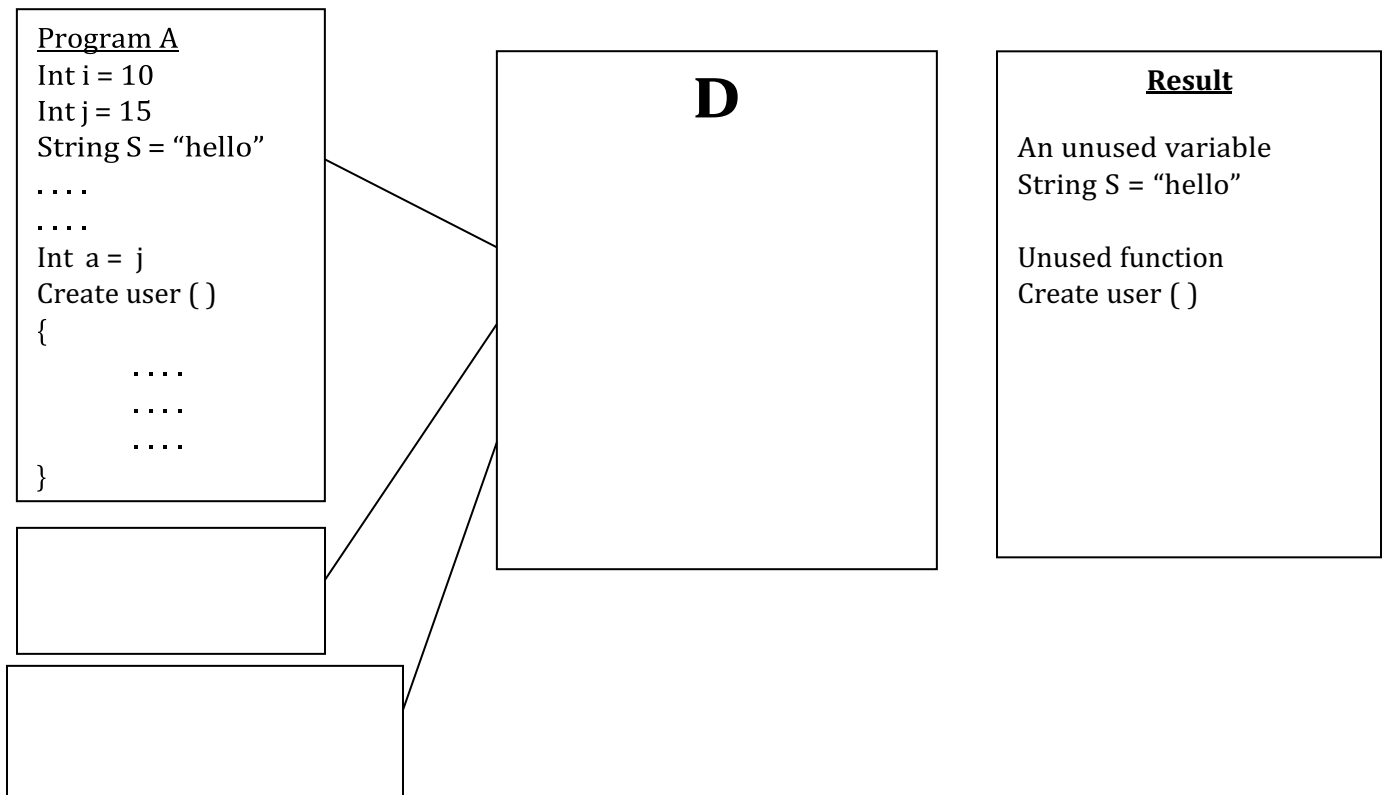 Program A
Int i = 10
Int j = 15
String S = “hello”
. . . .
. . . .
Int a = j
Create user ( )
{
. . . .
. . . .
. . . .
}
D
Result
An unused variable
String S = “hello”
Unused function
Create user ( )